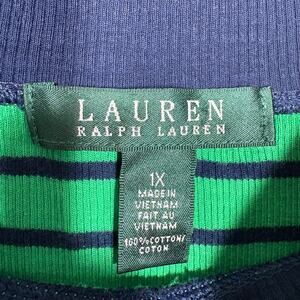 LAUREN
RALPH LAUREN
1X
MADE IN
VIETNAM
FAIT AU
VIETNAM
100% COTTON/
COTON